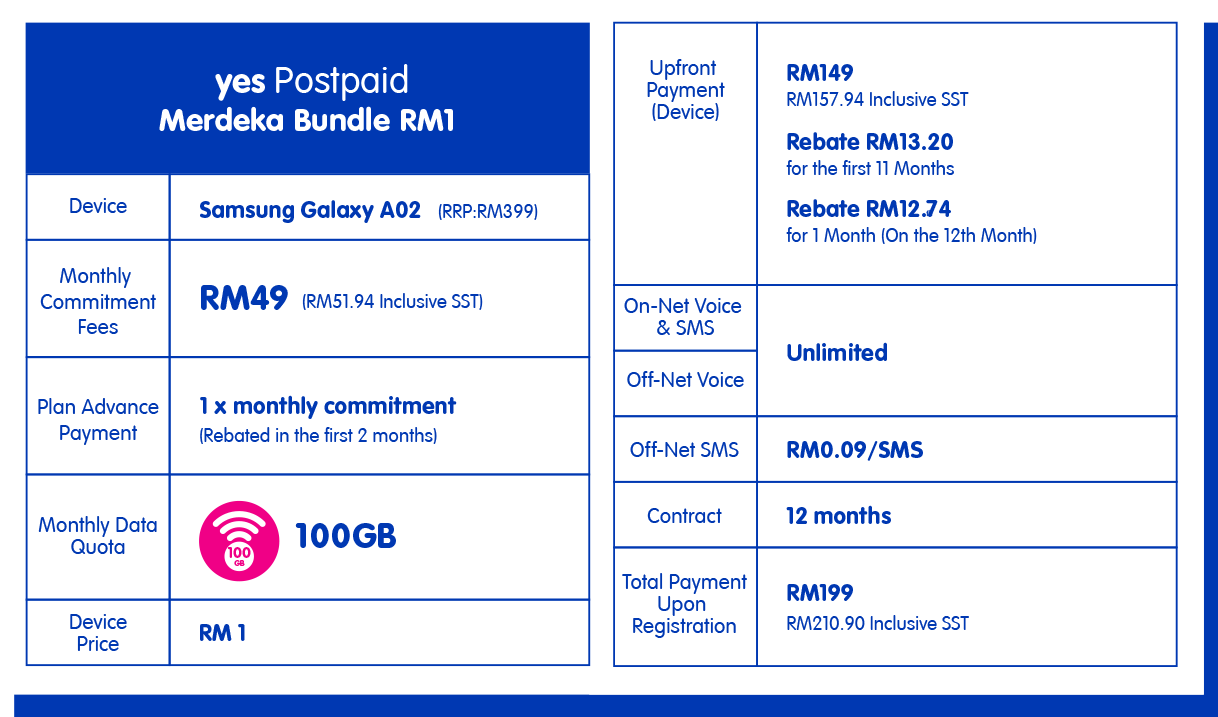 yes Postpaid
Merdeka Bundle RM1
Device
Samsung Galaxy A02 (RRP:RM399)
Monthly
Commitment
Fees
RM49 (RM51.94 Inclusive SST)
Plan Advance
Payment
1 x monthly commitment
(Rebated in the first 2 months)
Monthly Data
Quota
100
GB
100GB
Device
Price
RM 1
Upfront
Payment
(Device)
RM149
RM157.94 Inclusive SST
Rebate RM13.20
for the first 11 Months
Rebate RM12.74
for 1 Month (On the 12th Month)
On-Net Voice
& SMS
Off-Net Voice
Unlimited
Off-Net SMS
RM0.09/SMS
Contract
12 months
Total Payment
Upon
Registration
RM199
RM210.90 Inclusive SST